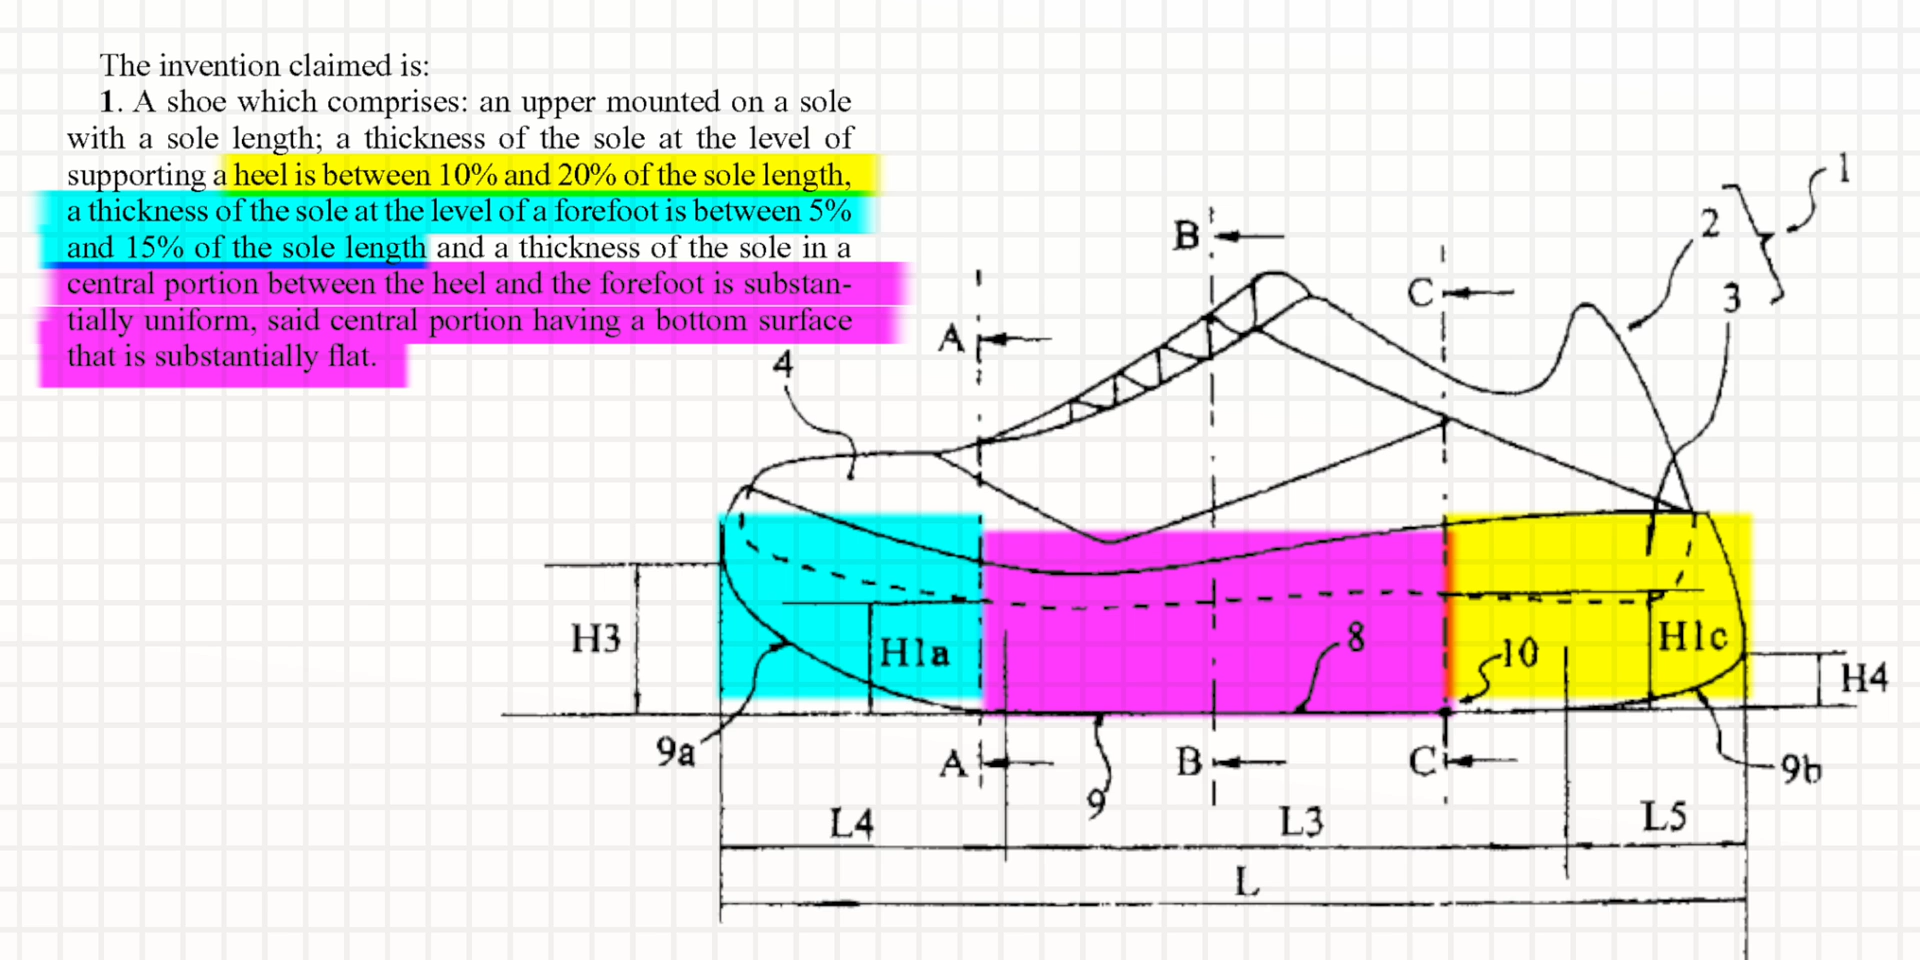 The invention claimed is:
1. A shoe which comprises: an upper mounted on a sole
with a sole length; a thickness of the sole at the level of
supporting a heel is between 10% and 20% of the sole length,
a thickness of the sole at the level of a forefoot is between 5%
and 15% of the sole length and a thickness of the sole in a
central portion between the heel and the forefoot is substan-
tially uniform, said central portion having a bottom surface
that is substantially flat.
1
2
3
B
C
A
4
H3
H1a
8
10
H1c
H4
9a
A
B
C
9b
9
L4
L3
L5
L